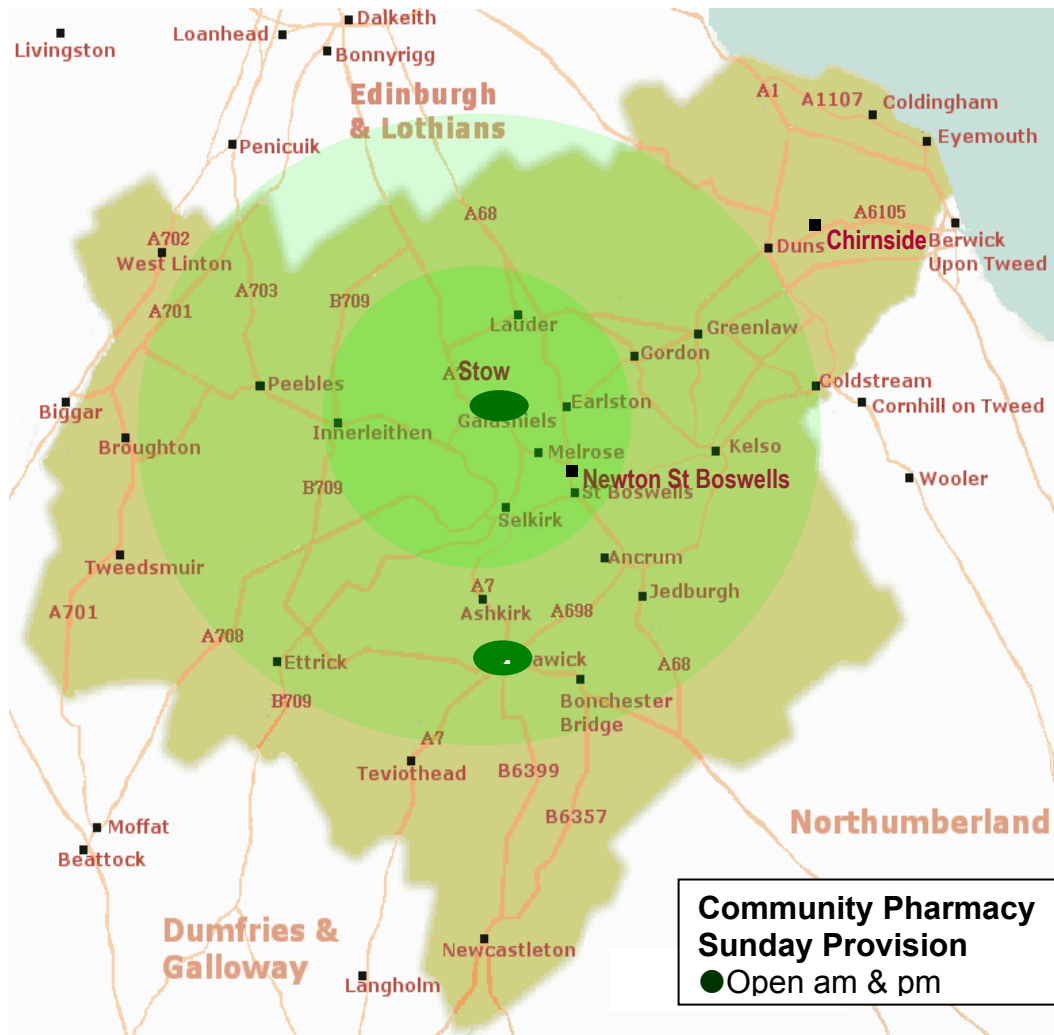 Dalkeith
Loanhead
Livingston
Bonnyrigg
Edinburgh
& Lothians
A1
A1107
Coldingham
Eyemouth
Penicuik
A68
A6105
Chirnside
Duns
Berwick
Upon Tweed
A702
West Linton
A703
A701
B709
Lauder
Greenlaw
Gordon
Stow
Peebles
Coldstream
Biggar
Earlston
Cornhill on Tweed
Galashiels
Innerleithen
Broughton
Melrose
Kelso
Newton St Boswells
Wooler
B709
St Boswells
Selkirk
Tweedsmuir
Ancrum
A7
Jedburgh
A701
Ashkirk
A698
A708
Ettrick
awick
A68
B709
Bonchester
Bridge
A7
Teviothead
B6399
B6357
Moffat
Beattock
Northumberland
Dumfries &
Galloway
Newcastleton
Langholm
Community Pharmacy
Sunday Provision
Open am & pm